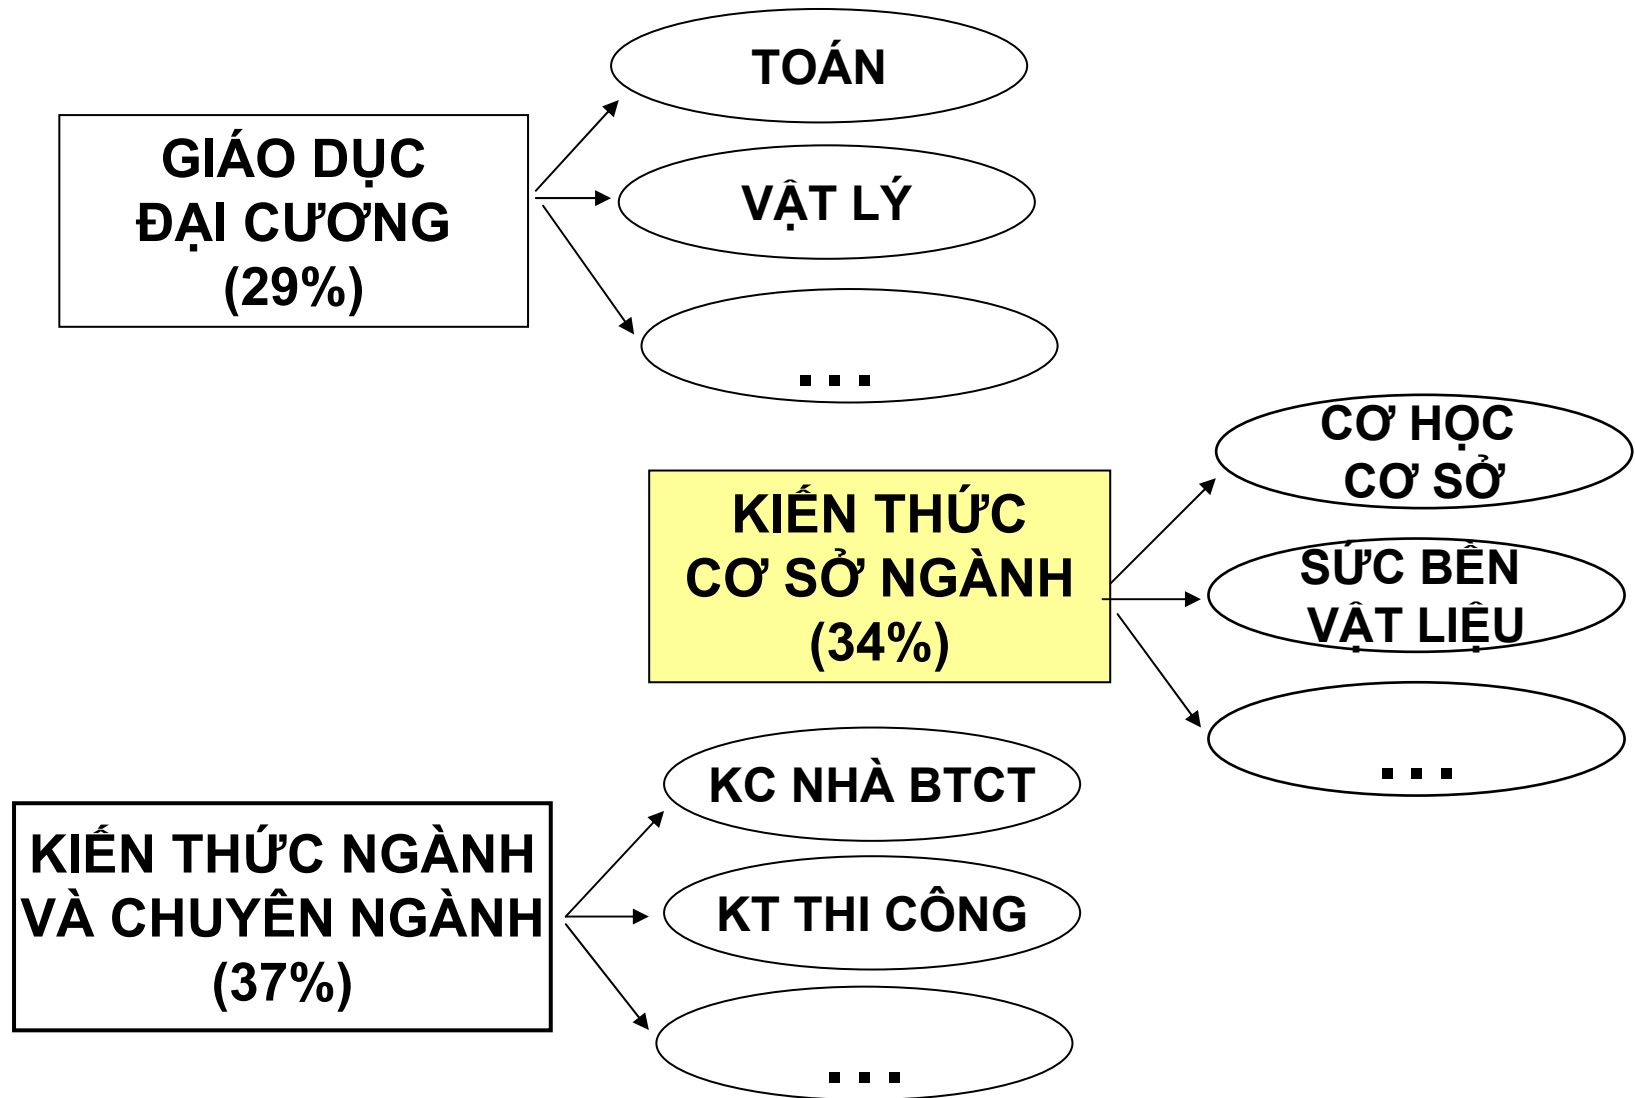 GIÁO DỤC
ĐẠI CƯƠNG
(29%)
TOÁN
VẬT LÝ
...
KIẾN THỨC
CƠ SỞ NGÀNH
(34%)
CƠ HỌC
CƠ SỞ
SỨC BỀN
VẬT LIỆU
...
KIẾN THỨC NGÀNH
VÀ CHUYÊN NGÀNH
(37%)
KC NHÀ BTCT
KT THI CÔNG
...